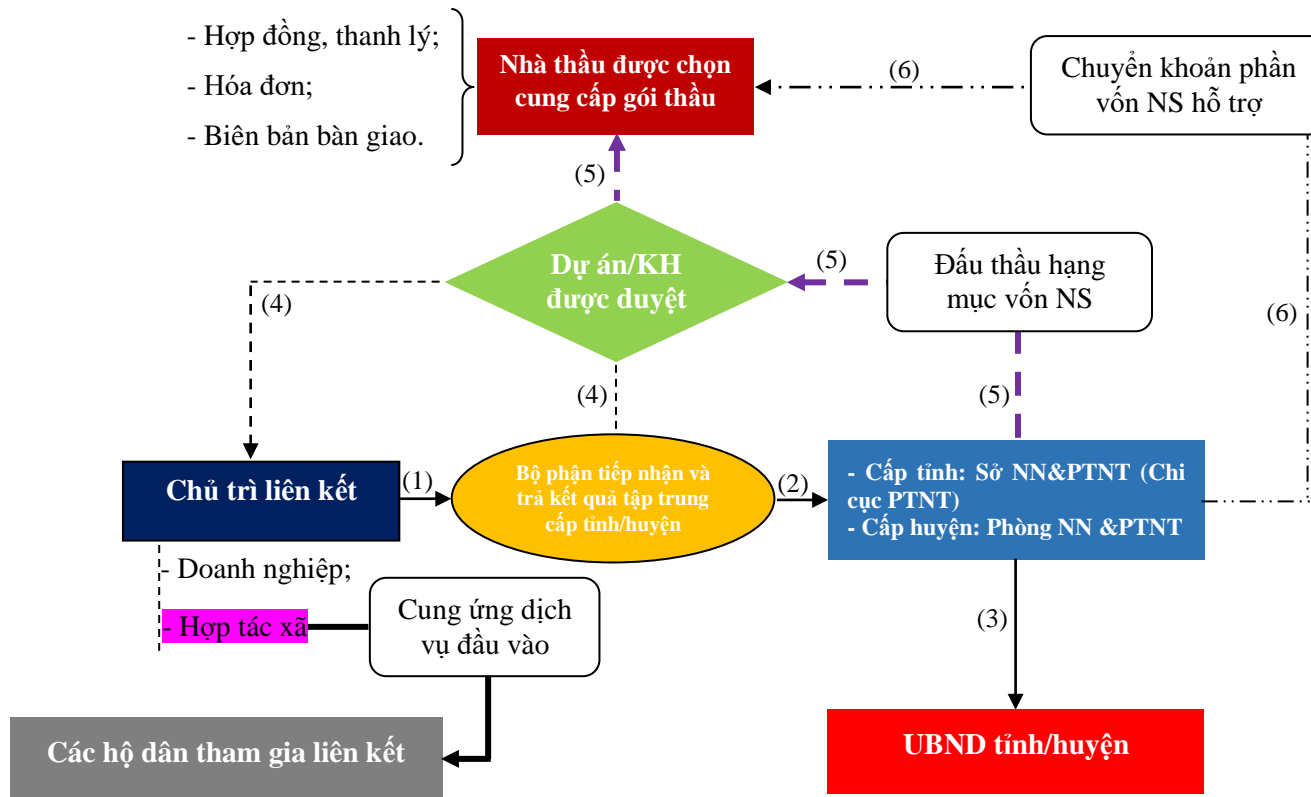 - Hợp đồng, thanh lý;
- Hóa đơn;
- Biên bản bàn giao.
Nhà thầu được chọn
cung cấp gói thầu
(6)
Chuyển khoản phần
vốn NS hỗ trợ
(5)
Dự án/KH
được duyệt
(5)
Đấu thầu hạng
mục vốn NS
(4)
(6)
(4)
(5)
Chủ trì liên kết
(1)
Bộ phận tiếp nhận và
trả kết quả tập trung
cấp tỉnh/huyện
(2)
- Cấp tỉnh: Sở NN&PTNT (Chi
cục PTNT)
- Cấp huyện: Phòng NN &PTNT
- Doanh nghiệp;
- Hợp tác xã
Cung ứng dịch
vụ đầu vào
(3)
Các hộ dân tham gia liên kết
UBND tỉnh/huyện